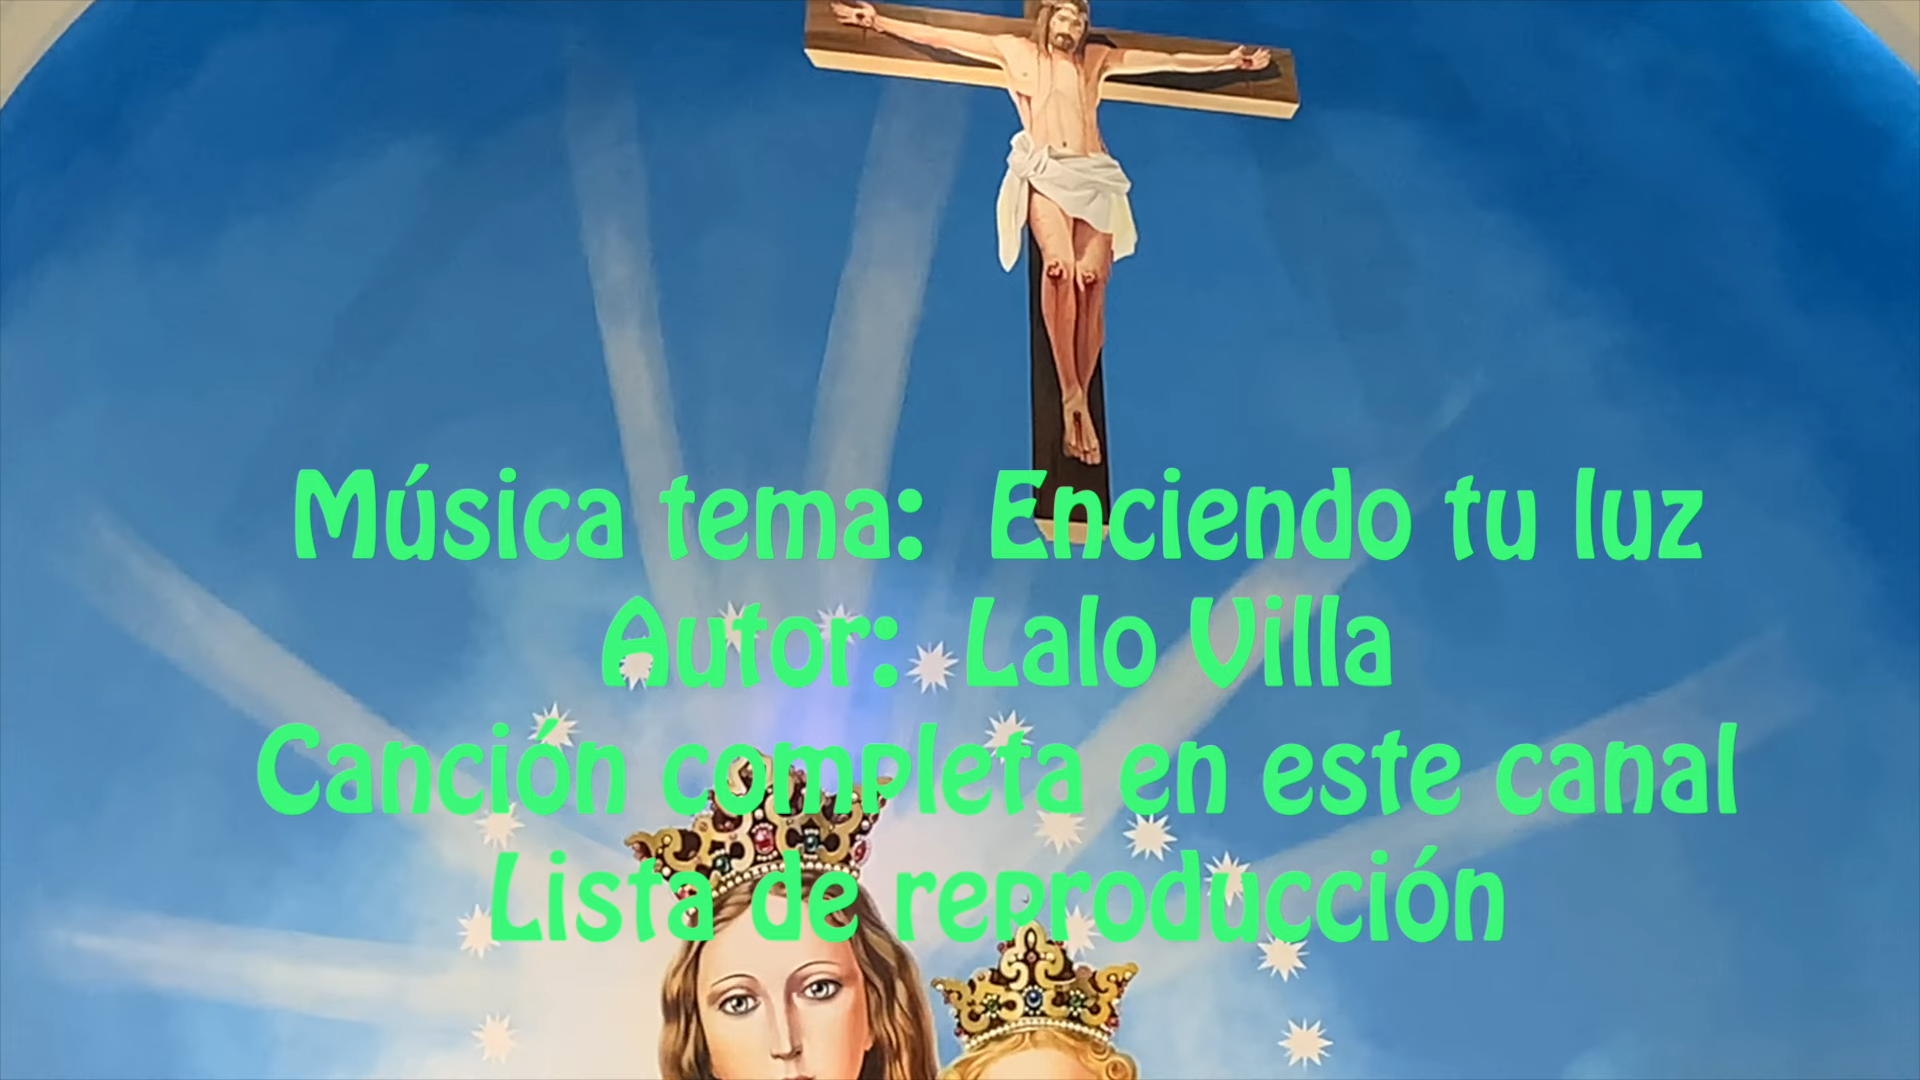 Música tema: Enciendo tu luz
Autor: Lalo Villa
Canción completa en este canal
Lista de reproducción